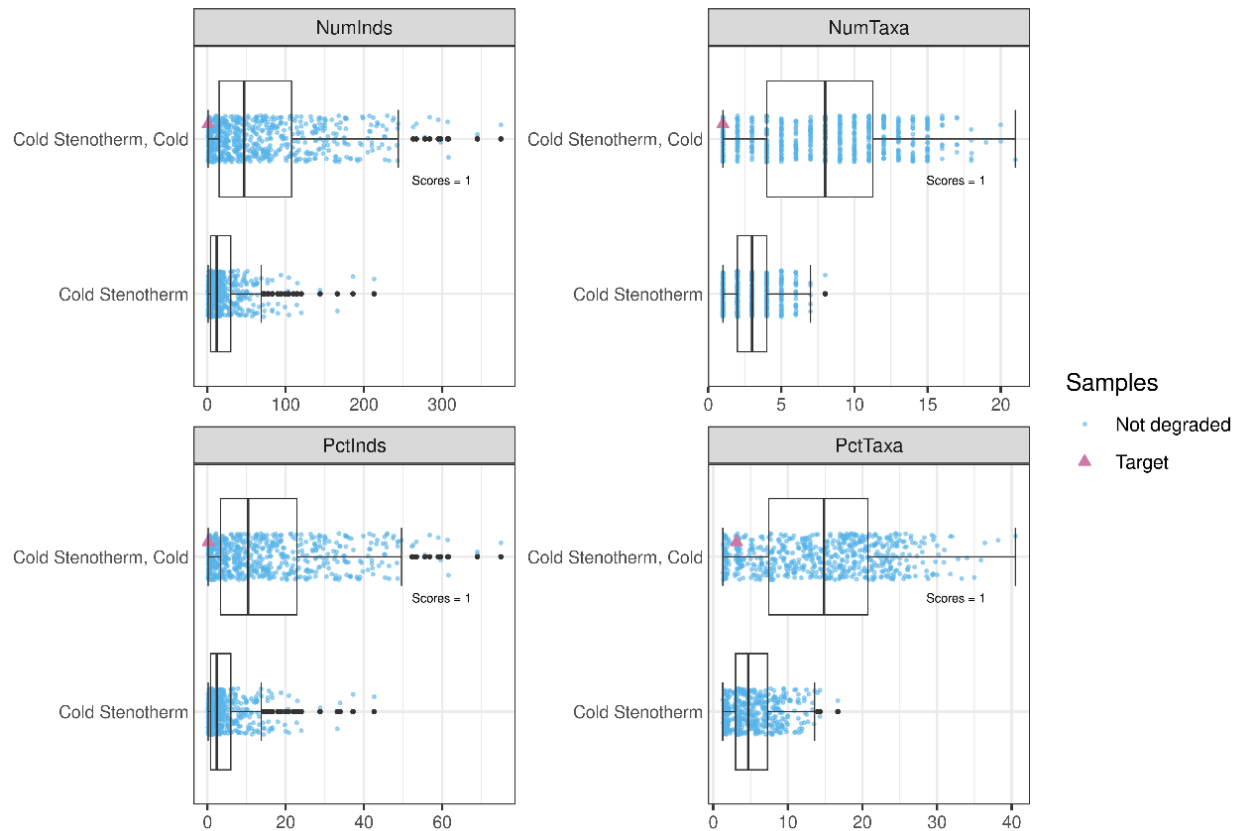 NumInds
NumTaxa
Cold Stenotherm, Cold
Scores = 1
Cold Stenotherm
0 100 200 300
Cold Stenotherm, Cold
Scores = 1
Cold Stenotherm
0 5 10 15 20
PctInds
PctTaxa
Cold Stenotherm, Cold
Scores = 1
Cold Stenotherm
0 20 40 60
Cold Stenotherm, Cold
Scores = 1
Cold Stenotherm
0 10 20 30 40
Samples
Not degraded
Target